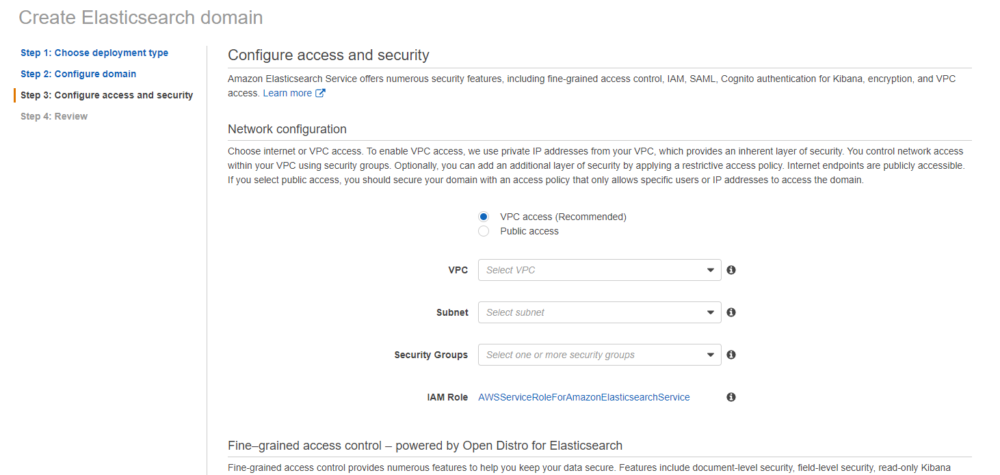 Create Elasticsearch domain
Step 1: Choose deployment type
Step 2: Configure domain
Step 3: Configure access and security
Step 4: Review
Configure access and security
Amazon Elasticsearch Service offers numerous security features, including fine-grained access control, IAM, SAML, Cognito authentication for Kibana, encryption, and VPC
access. Learn more
Network configuration
Choose internet or VPC access. To enable VPC access, we use private IP addresses from your VPC, which provides an inherent layer of security. You control network access
within your VPC using security groups. Optionally, you can add an additional layer of security by applying a restrictive access policy. Internet endpoints are publicly accessible.
If you select public access, you should secure your domain with an access policy that only allows specific users or IP addresses to access the domain.
VPC access (Recommended)
Public access
VPC Select VPC
Subnet Select subnet
Security Groups Select one or more security groups
IAM Role AWSServiceRoleForAmazonElasticsearchService
Fine–grained access control – powered by Open Distro for Elasticsearch
Fine-grained access control provides numerous features to help you keep your data secure. Features include document-level security, field-level security, read-only Kibana